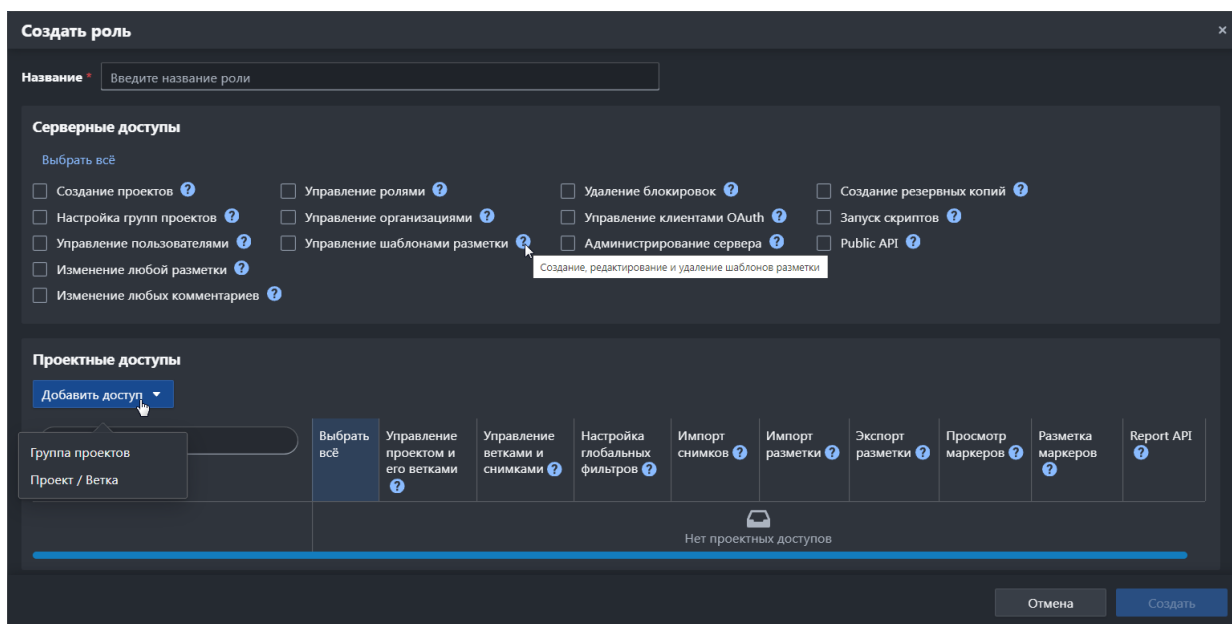 Создать роль
×
Название *
Введите название роли
Серверные доступы
Выбрать всё
Создание проектов ?
Управление ролями ?
Удаление блокировок ?
Создание резервных копий ?
Настройка групп проектов ?
Управление организациями ?
Управление клиентами OAuth ?
Запуск скриптов ?
Управление пользователями ?
Управление шаблонами разметки ?
Администрирование сервера ?
Public API ?
Изменение любой разметки ?
Создание, редактирование и удаление шаблонов разметки
Изменение любых комментариев ?
Проектные доступы
Добавить доступ
Группа проектов
Проект / Ветка
Выбрать
всё
Управление
проектом и
его ветками
?
Управление
ветками и
снимками ?
Настройка
глобальных
фильтров ?
Импорт
снимков ?
Импорт
разметки ?
Экспорт
разметки ?
Просмотр
маркеров ?
Разметка
маркеров
?
Report API
?
Нет проектных доступов
Отмена
Создать